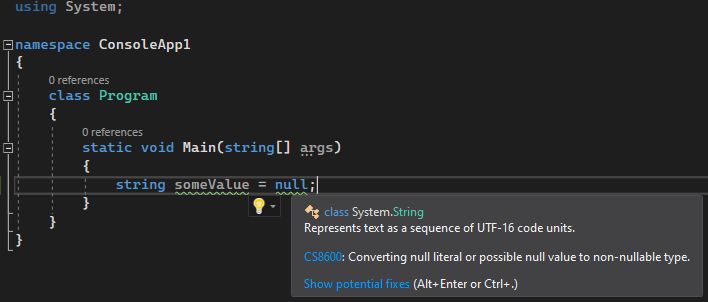 using System;
namespace ConsoleApp1
{
0 references
class Program
{
0 references
static void Main(string[] args)
{
string someValue = null;
}
}
}
class System.String
Represents text as a sequence of UTF-16 code units.
CS8600: Converting null literal or possible null value to non-nullable type.
Show potential fixes (Alt+Enter or Ctrl+.)